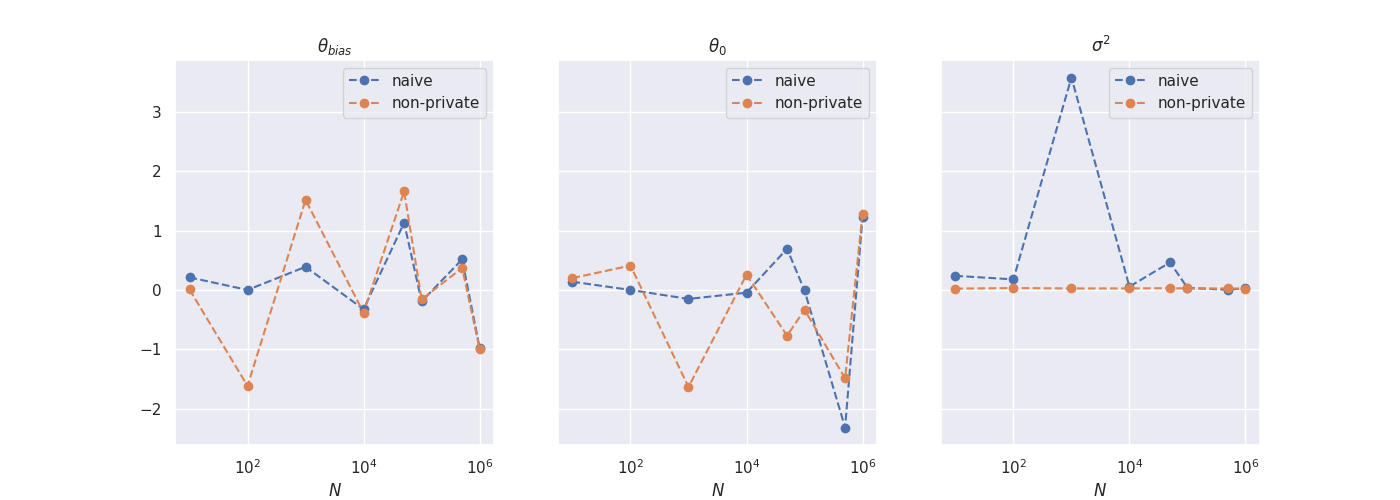 θ_bias
θ_0
σ^2
naive
non-private
naive
non-private
naive
non-private
3
2
1
0
−1
−2
10^2
10^4
10^6
10^2
10^4
10^6
10^2
10^4
10^6
N
N
N